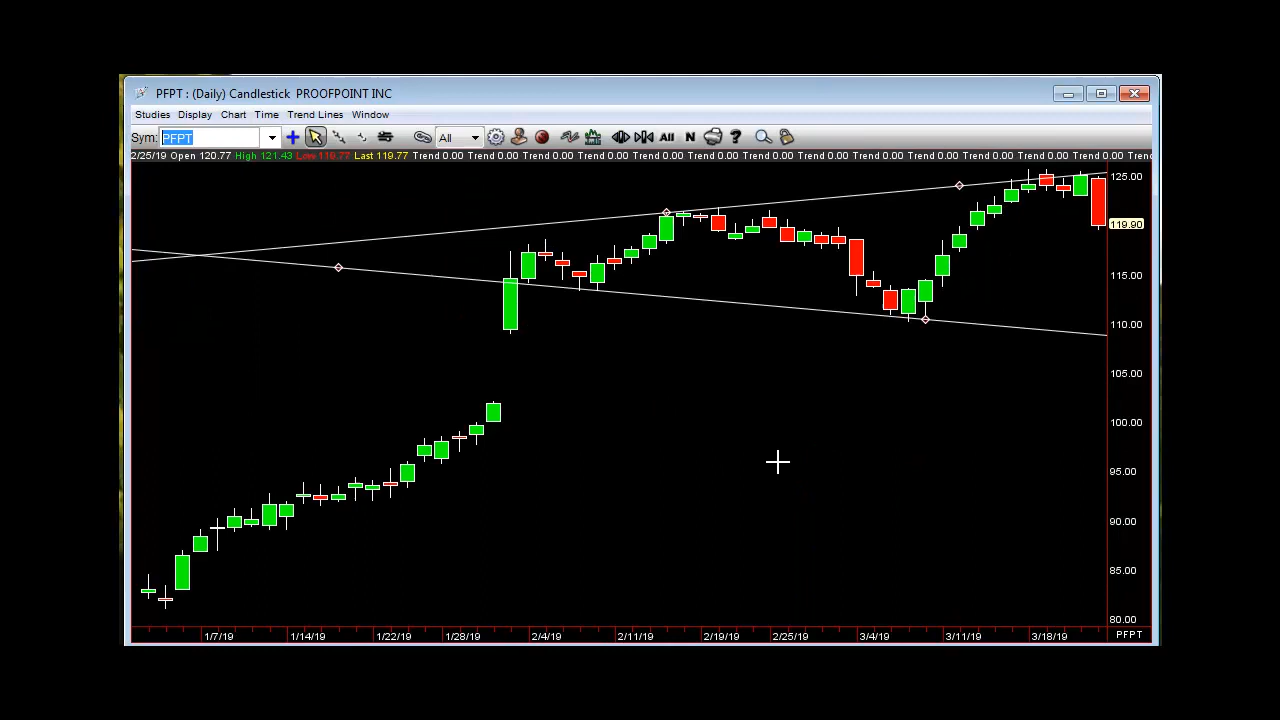 PFPT : (Daily) Candlestick  PROOFPOINT INC
Studies Display Chart Time Trend Lines Window
Sym: PFPT All All N ?
2/25/19 Open 120.77 High 121.43 Low 119.77 Last 119.77 Trend 0.00 Trend 0.00 Trend 0.00 Trend 0.00 Trend 0.00 Trend 0.00 Trend 0.00 Trend 0.00 Trend 0.00 Trend 0.00 Trend 0.00 Trend 0.00 Trend 0.00 Tren
125.00
119.90
115.00
110.00
105.00
100.00
95.00
90.00
85.00
80.00
1/7/19 1/14/19 1/22/19 1/28/19 2/4/19 2/11/19 2/19/19 2/25/19 3/4/19 3/11/19 3/18/19 PFPT